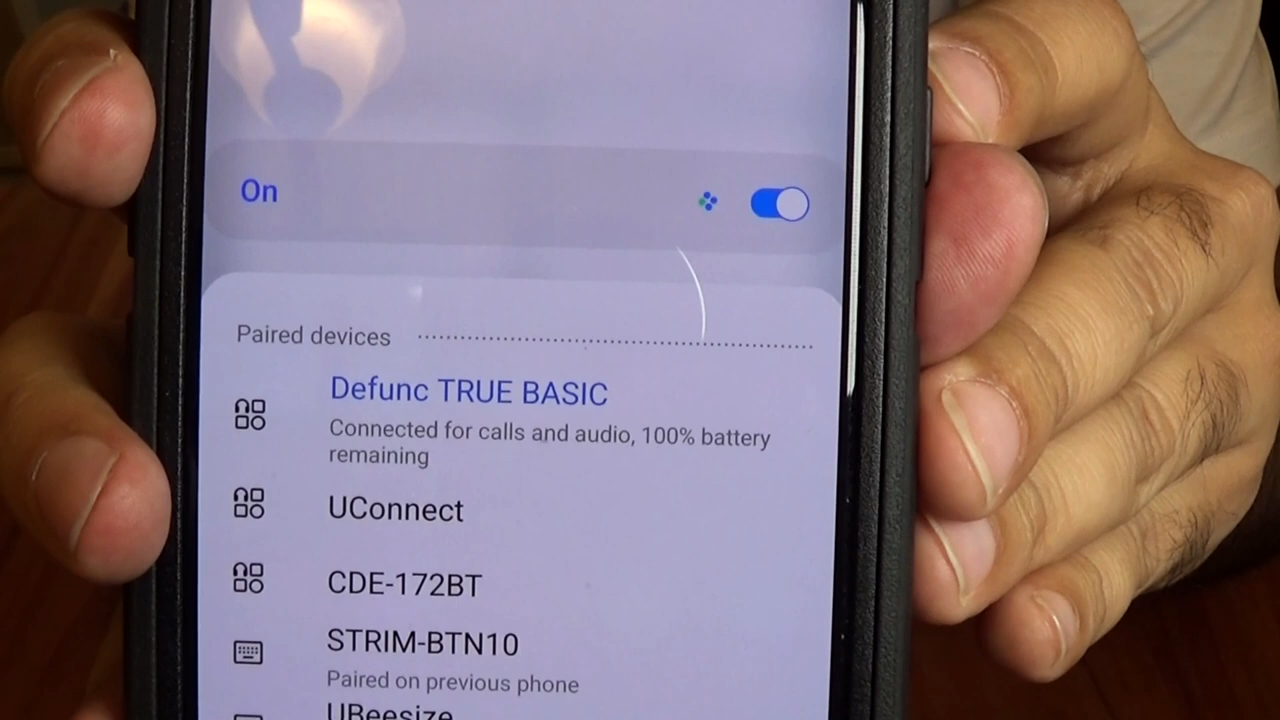 On
Paired devices
Defunc TRUE BASIC
Connected for calls and audio, 100% battery
remaining
UConnect
CDE-172BT
STRIM-BTN10
Paired on previous phone
UBeesize